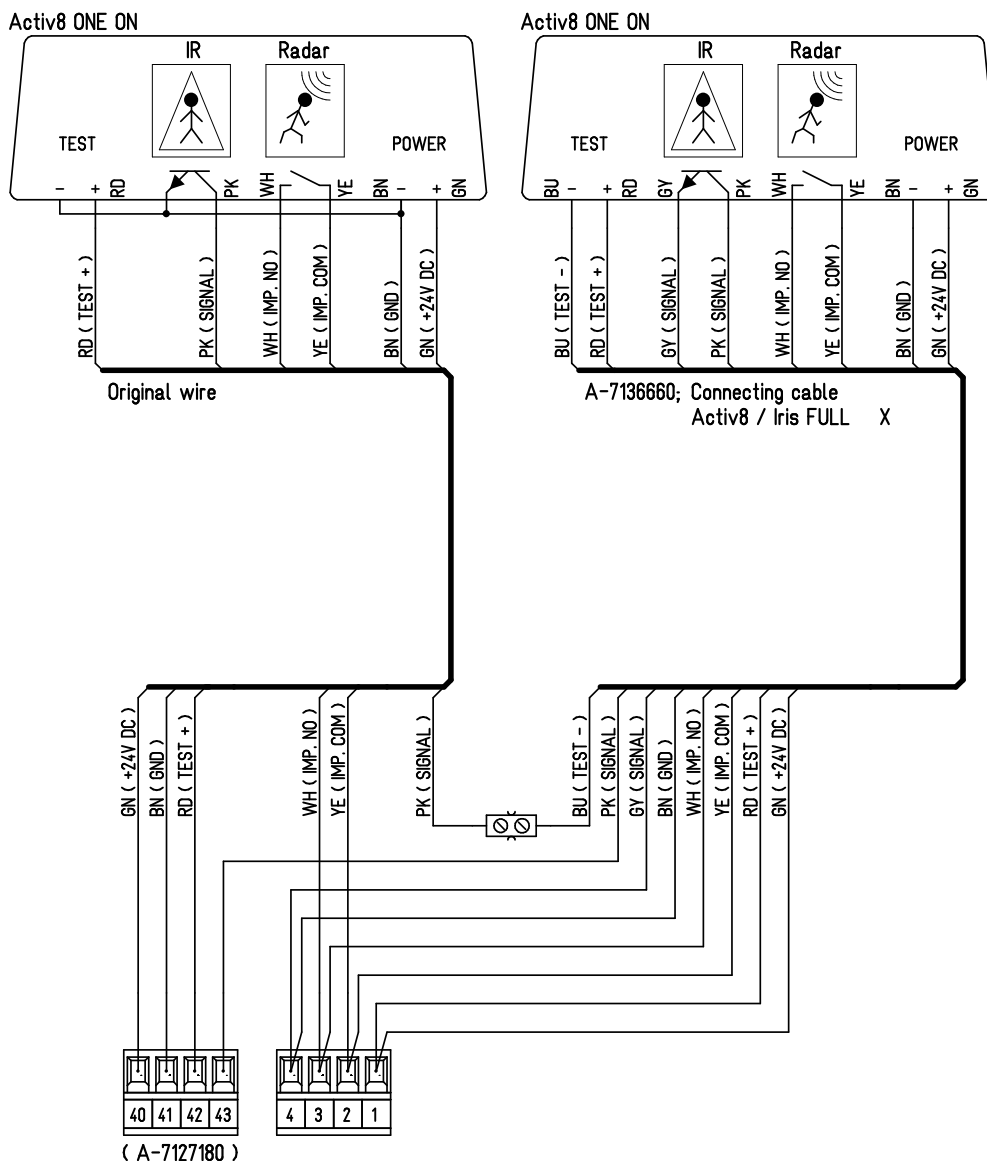 Activ8 ONE ON
IR
Radar
TEST
POWER
–
+
RD
PK
WH
YE
BN
–
+
GN
RD ( TEST + )
PK ( SIGNAL )
WH ( IMP. NO )
YE ( IMP. COM )
BN ( GND )
GN ( +24V DC )
Original wire
Activ8 ONE ON
IR
Radar
TEST
POWER
BU
–
+
RD
GY
PK
WH
YE
BN
–
+
GN
BU ( TEST - )
RD ( TEST + )
GY ( SIGNAL )
PK ( SIGNAL )
WH ( IMP. NO )
YE ( IMP. COM )
BN ( GND )
GN ( +24V DC )
A-7136660; Connecting cable
Activ8 / Iris FULL X
GN ( +24V DC )
BN ( GND )
RD ( TEST + )
WH ( IMP. NO )
YE ( IMP. COM )
PK ( SIGNAL )
BU ( TEST - )
PK ( SIGNAL )
GY ( SIGNAL )
BN ( GND )
WH ( IMP. NO )
YE ( IMP. COM )
RD ( TEST + )
GN ( +24V DC )
40 41 42 43
4 3 2 1
( A-7127180 )